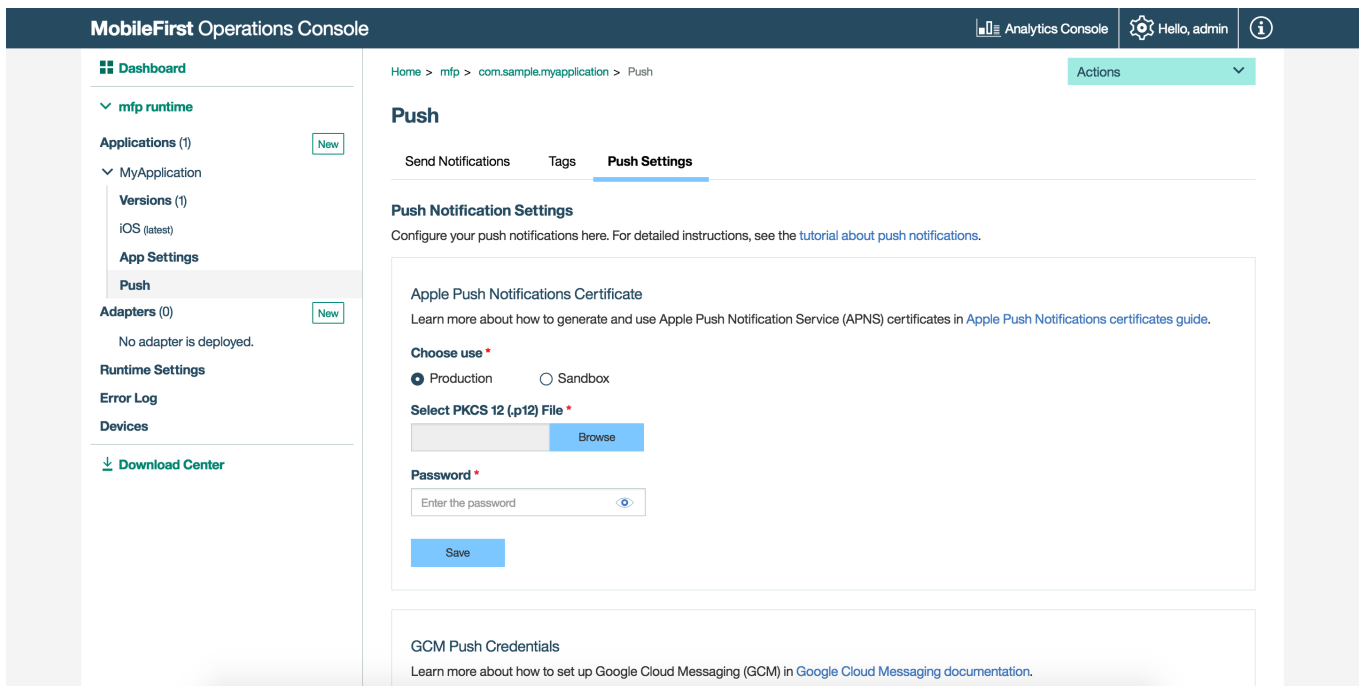 MobileFirst Operations Console
Analytics Console
Hello, admin
Dashboard
mfp runtime
Applications (1)
New
MyApplication
Versions (1)
iOS (latest)
App Settings
Push
Adapters (0)
New
No adapter is deployed.
Runtime Settings
Error Log
Devices
Download Center
Home > mfp > com.sample.myapplication > Push
Actions
Push
Send Notifications Tags Push Settings
Push Notification Settings
Configure your push notifications here. For detailed instructions, see the tutorial about push notifications.
Apple Push Notifications Certificate
Learn more about how to generate and use Apple Push Notification Service (APNS) certificates in Apple Push Notifications certificates guide.
Choose use *
Production Sandbox
Select PKCS 12 (.p12) File *
Browse
Password *
Enter the password
Save
GCM Push Credentials
Learn more about how to set up Google Cloud Messaging (GCM) in Google Cloud Messaging documentation.